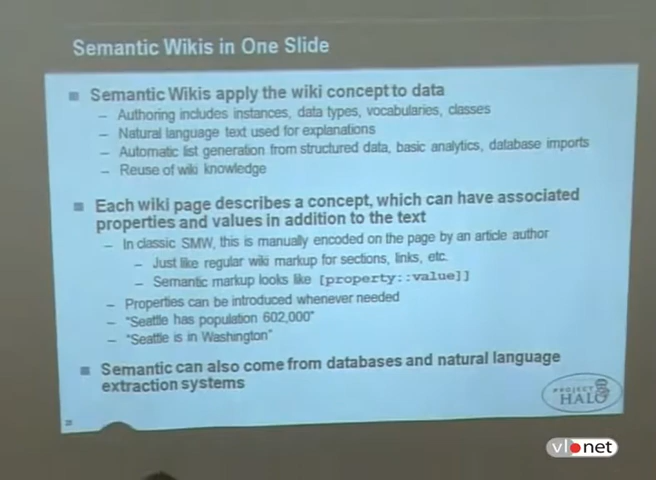 Semantic Wikis in One Slide
Semantic Wikis apply the wiki concept to data
– Authoring includes instances, data types, vocabularies, classes
– Natural language text used for explanations
– Automatic list generation from structured data, basic analytics, database imports
– Reuse of wiki knowledge
Each wiki page describes a concept, which can have associated
properties and values in addition to the text
– In classic SMW, this is manually encoded on the page by an article author
– Just like regular wiki markup for sections, links, etc.
– Semantic markup looks like [property::value]]
– Properties can be introduced whenever needed
– "Seattle has population 602,000"
– "Seattle is in Washington"
Semantic can also come from databases and natural language
extraction systems
PROJECT
HALO
vl net